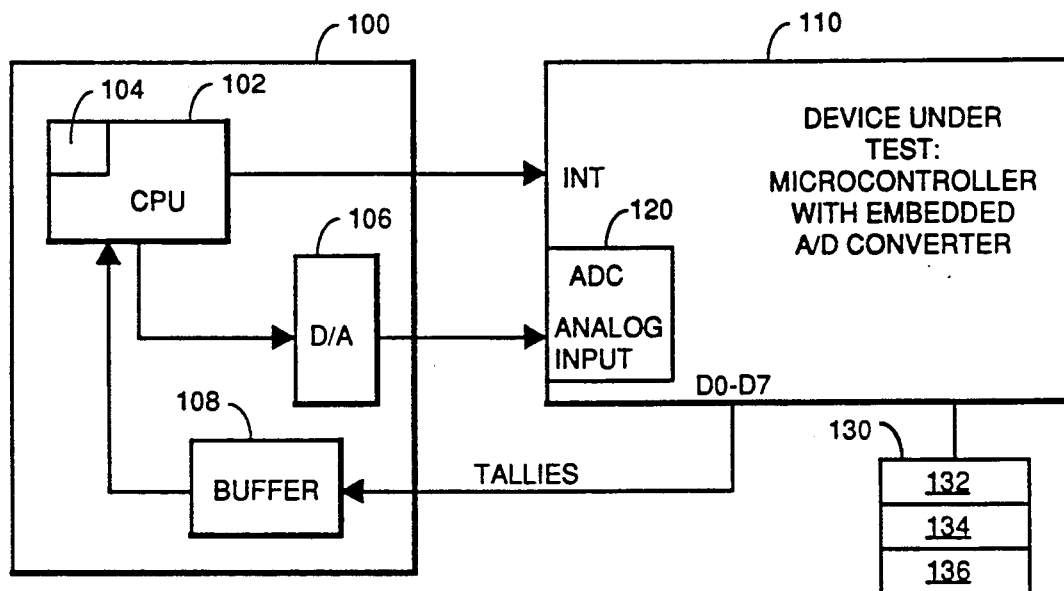 100
110
104
102
CPU
INT
DEVICE UNDER
TEST:
MICROCONTROLLER
WITH EMBEDDED
A/D CONVERTER
106
D/A
120
ADC
ANALOG
INPUT
D0-D7
108
BUFFER
TALLIES
130
132
134
136